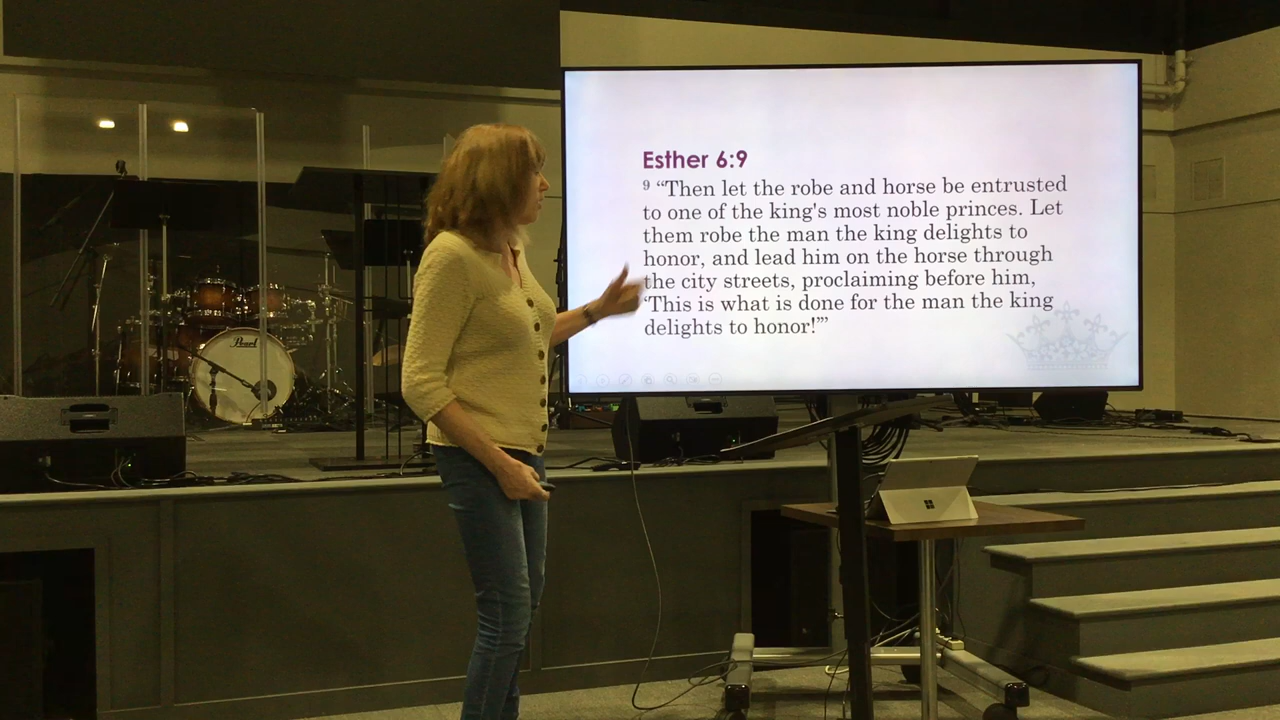 Esther 6:9
⁹ “Then let the robe and horse be entrusted
to one of the king's most noble princes. Let
them robe the man the king delights to
honor, and lead him on the horse through
the city streets, proclaiming before him,
‘This is what is done for the man the king
delights to honor!’”
Pearl